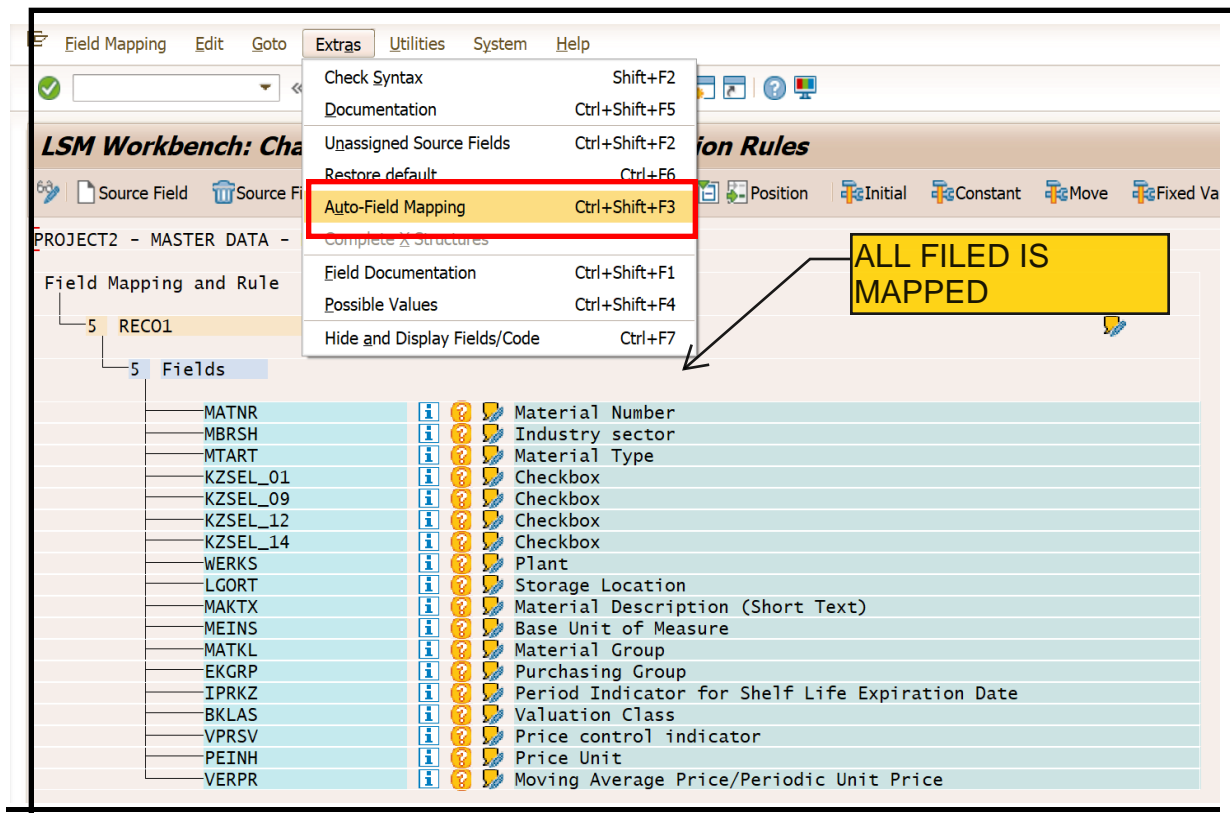 Field Mapping Edit Goto Extras Utilities System Help
Check Syntax Shift+F2
Documentation Ctrl+Shift+F5
Unassigned Source Fields Ctrl+Shift+F2
Restore default Ctrl+F6
Auto-Field Mapping Ctrl+Shift+F3
Complete X Structures
Field Documentation Ctrl+Shift+F1
Possible Values Ctrl+Shift+F4
Hide and Display Fields/Code Ctrl+F7
LSM Workbench: Cha ion Rules
Source Field Source Fi Position Initial Constant Move Fixed Va
PROJECT2 - MASTER DATA -
ALL FILED IS
MAPPED
Field Mapping and Rule
5 RECO1
5 Fields
MATNR Material Number
MBRSH Industry sector
MTART Material Type
KZSEL_01 Checkbox
KZSEL_09 Checkbox
KZSEL_12 Checkbox
KZSEL_14 Checkbox
WERKS Plant
LGORT Storage Location
MAKTX Material Description (Short Text)
MEINS Base Unit of Measure
MATKL Material Group
EKGRP Purchasing Group
IPRKZ Period Indicator for Shelf Life Expiration Date
BKLAS Valuation Class
VPRSV Price control indicator
PEINH Price Unit
VERPR Moving Average Price/Periodic Unit Price